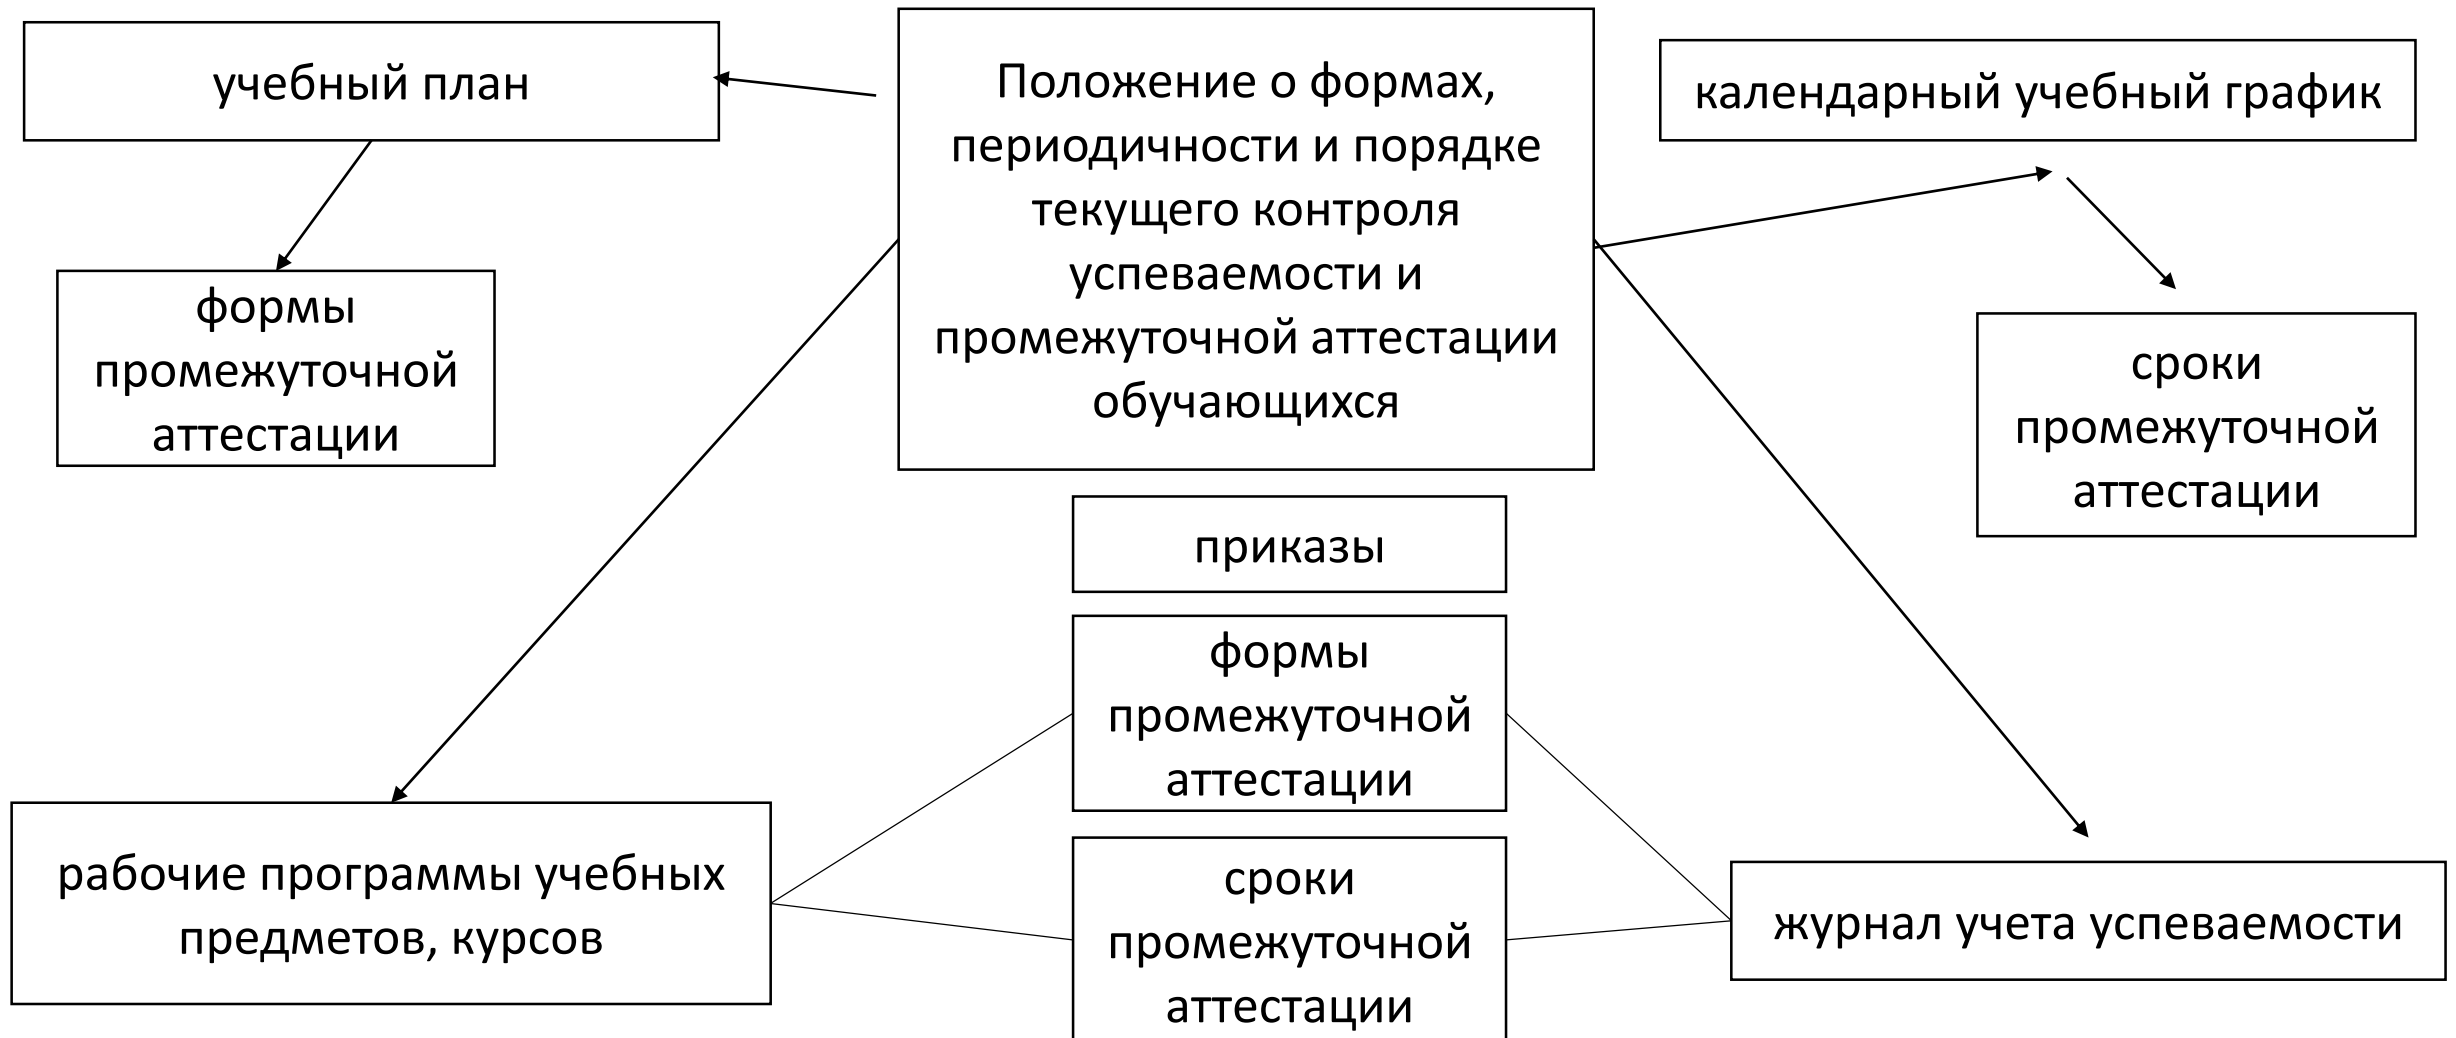 учебный план
Положение о формах,
периодичности и порядке
текущего контроля
успеваемости и
промежуточной аттестации
обучающихся
календарный учебный график
формы
промежуточной
аттестации
сроки
промежуточной
аттестации
приказы
формы
промежуточной
аттестации
рабочие программы учебных
предметов, курсов
сроки
промежуточной
аттестации
журнал учета успеваемости